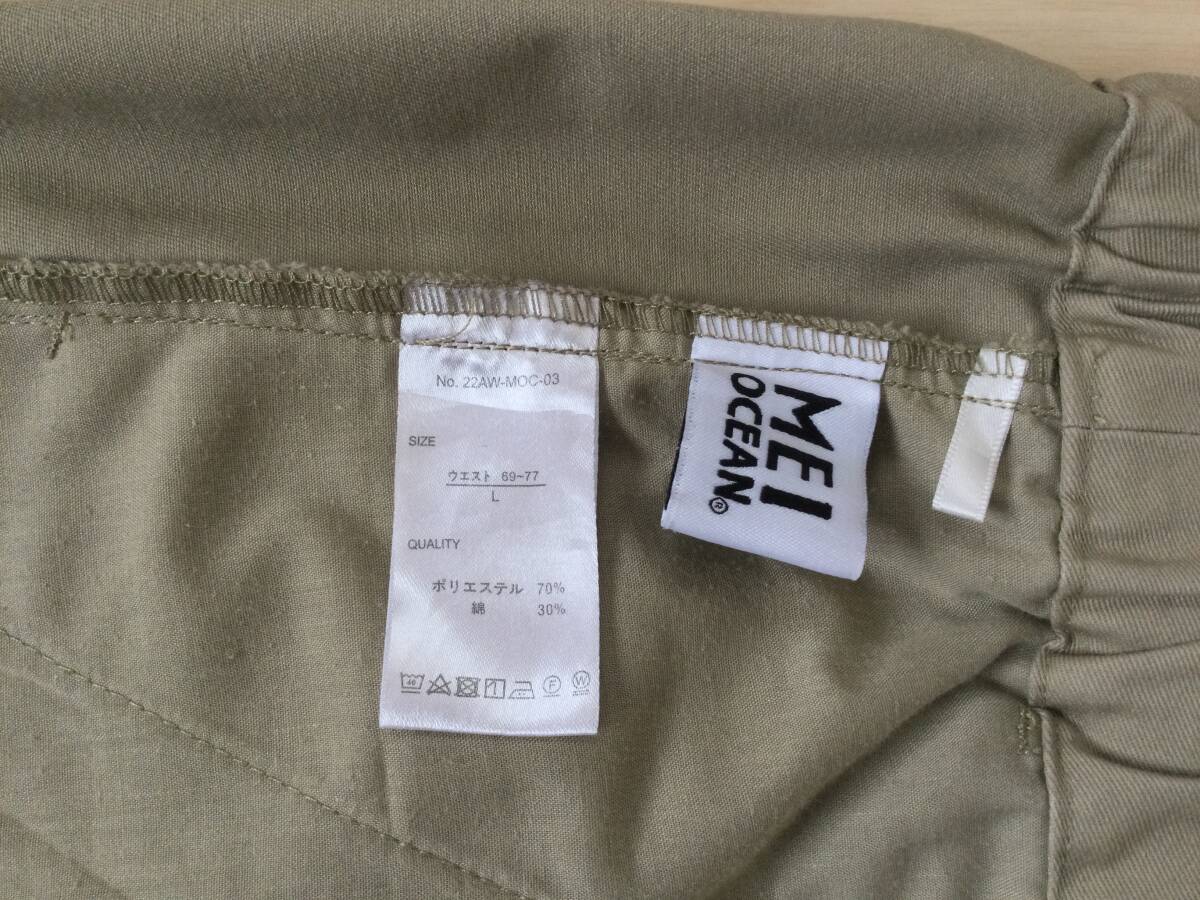 No. 22AW-MOC-03
SIZE
ウエスト 69~77
L
QUALITY
ポリエステル 70%
綿 30%
40
F
W
MEI
OCEAN®